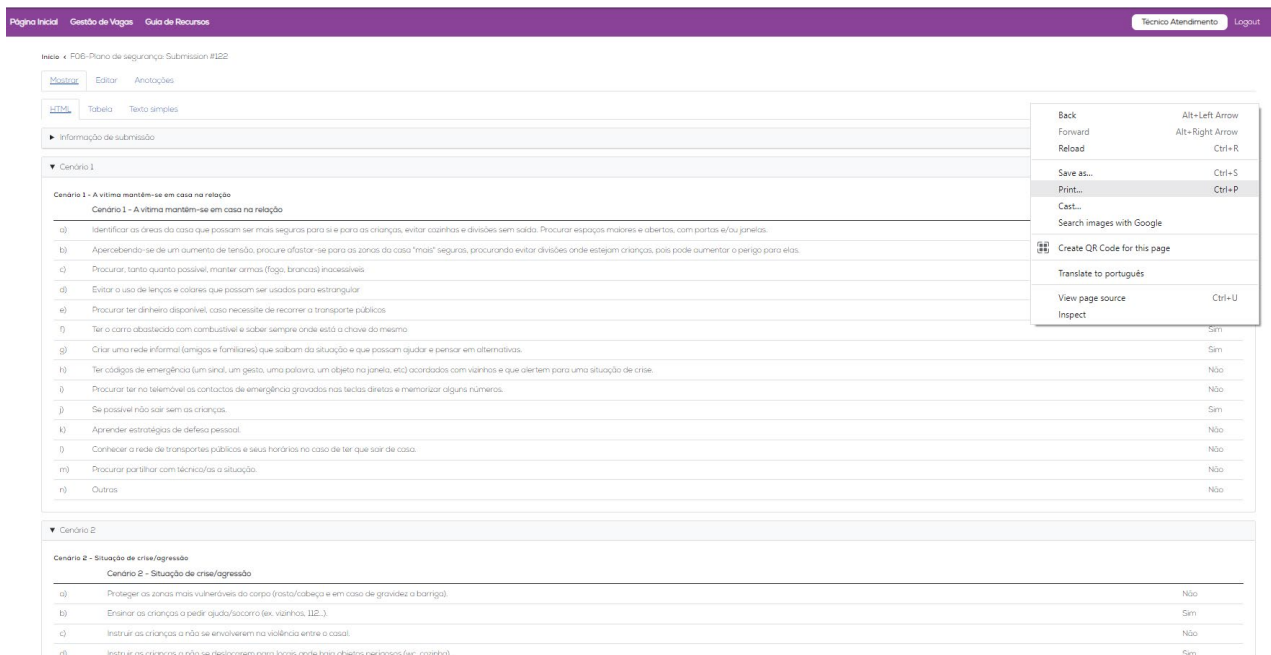 Página Inicial Gestão de Vagas Guia de Recursos Técnico Atendimento Logout
Início < F06-Plano de segurança: Submission #122
Mostrar Editar Anotações
HTML Tabela Texto simples
► Informação de submissão
▼ Cenário 1
Cenário 1 - A vítima mantém-se em casa na relação
Cenário 1 - A vítima mantém-se em casa na relação
a) Identificar as áreas da casa que possam ser mais seguras para si e para as crianças, evitar cozinhas e divisões sem saída. Procurar espaços maiores e abertos, com portas e/ou janelas.
b) Apercebendo-se de um aumento de tensão, procure afastar-se para as zonas da casa "mais" seguras, procurando evitar divisões onde estejam crianças, pois pode aumentar o perigo para elas.
c) Procurar, tanto quanto possível, manter armas (fogo, brancas) inacessíveis
d) Evitar o uso de lenços e colares que possam ser usados para estrangular
e) Procurar ter dinheiro disponível, caso necessite de recorrer a transporte públicos
f) Ter o carro abastecido com combustível e saber sempre onde está a chave do mesmo Sim
g) Criar uma rede informal (amigos e familiares) que saibam da situação e que possam ajudar e pensar em alternativas. Sim
h) Ter códigos de emergência (um sinal, um gesto, uma palavra, um objeto na janela, etc) acordados com vizinhos e que alertem para uma situação de crise. Não
i) Procurar ter no telemóvel os contactos de emergência gravados nas teclas diretas e memorizar alguns números. Não
j) Se possível não sair sem as crianças. Sim
k) Aprender estratégias de defesa pessoal. Não
l) Conhecer a rede de transportes públicos e seus horários no caso de ter que sair de casa. Não
m) Procurar partilhar com técnico/as a situação. Não
n) Outras Não
▼ Cenário 2
Cenário 2 - Situação de crise/agressão
Cenário 2 - Situação de crise/agressão
a) Proteger as zonas mais vulneráveis do corpo (rosto/cabeça e em caso de gravidez a barriga). Não
b) Ensinar as crianças a pedir ajuda/socorro (ex. vizinhos, 112...). Sim
c) Instruir as crianças a não se envolverem na violência entre o casal. Não
d) Instruir as crianças a não se deslocarem para locais onde haja objetos perigosos (wc, cozinha). Sim
Back Alt+Left Arrow
Forward Alt+Right Arrow
Reload Ctrl+R
Save as... Ctrl+S
Print... Ctrl+P
Cast...
Search images with Google
Create QR Code for this page
Translate to português
View page source Ctrl+U
Inspect